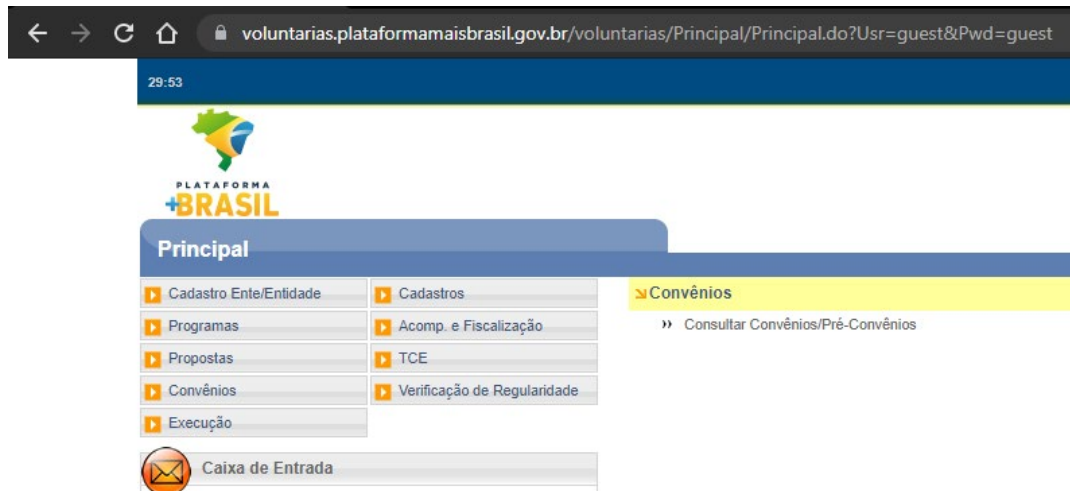 voluntarias.plataformamaisbrasil.gov.br/voluntarias/Principal/Principal.do?Usr=guest&Pwd=guest
29:53
PLATAFORMA
+BRASIL
Principal
Cadastro Ente/Entidade
Cadastros
Convênios
Programas
Acomp. e Fiscalização
Consultar Convênios/Pré-Convênios
Propostas
TCE
Convênios
Verificação de Regularidade
Execução
Caixa de Entrada